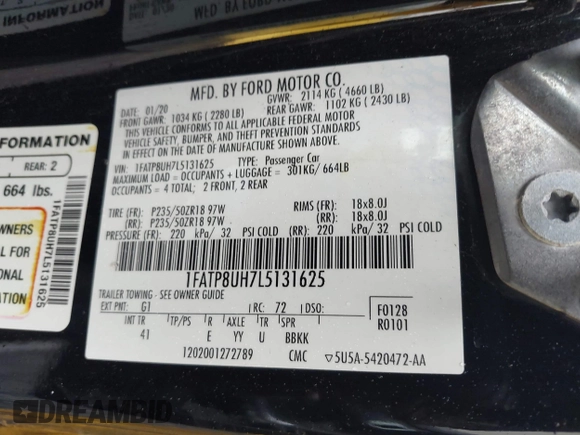 INFORMATION
MFD. BY FORD MOTOR CO.
DATE: 01/20
GVWR: 2114 KG (4660 LB)
FRONT GAWR: 1034 KG (2280 LB)
REAR GAWR: 1102 KG (2430 LB)
THIS VEHICLE CONFORMS TO ALL APPLICABLE FEDERAL MOTOR
VEHICLE SAFETY, BUMPER, AND THEFT PREVENTION STANDARDS IN
EFFECT ON THE DATE OF MANUFACTURE SHOWN ABOVE.
VIN: 1FATP8UH7L5131625 TYPE: Passenger Car
MAXIMUM LOAD = OCCUPANTS + LUGGAGE = 301KG/ 664LB
OCCUPANTS = 4 TOTAL; 2 FRONT, 2 REAR
TIRE (FR): P235/50ZR18 97W RIMS (FR): 18x8.0J
(RR): P235/50ZR18 97W (RR): 18x8.0J
PRESSURE (FR): 220 kPa/ 32 PSI COLD (RR): 220 kPa/ 32 PSI COLD
1FATP8UH7L5131625
TRAILER TOWING - SEE OWNER GUIDE
EXT PNT: G1 RC: 72 DSO: F0128
R0101
INT TR TP/PS R AXLE TR SPR
41 E YY U BBKK
1202001272789 CMC 5U5A-5420472-AA
FORMATION
REAR: 2
664 lbs.
OWNERS
L FOR
ONAL
1FATP8UH7L5131625
DREAMBID